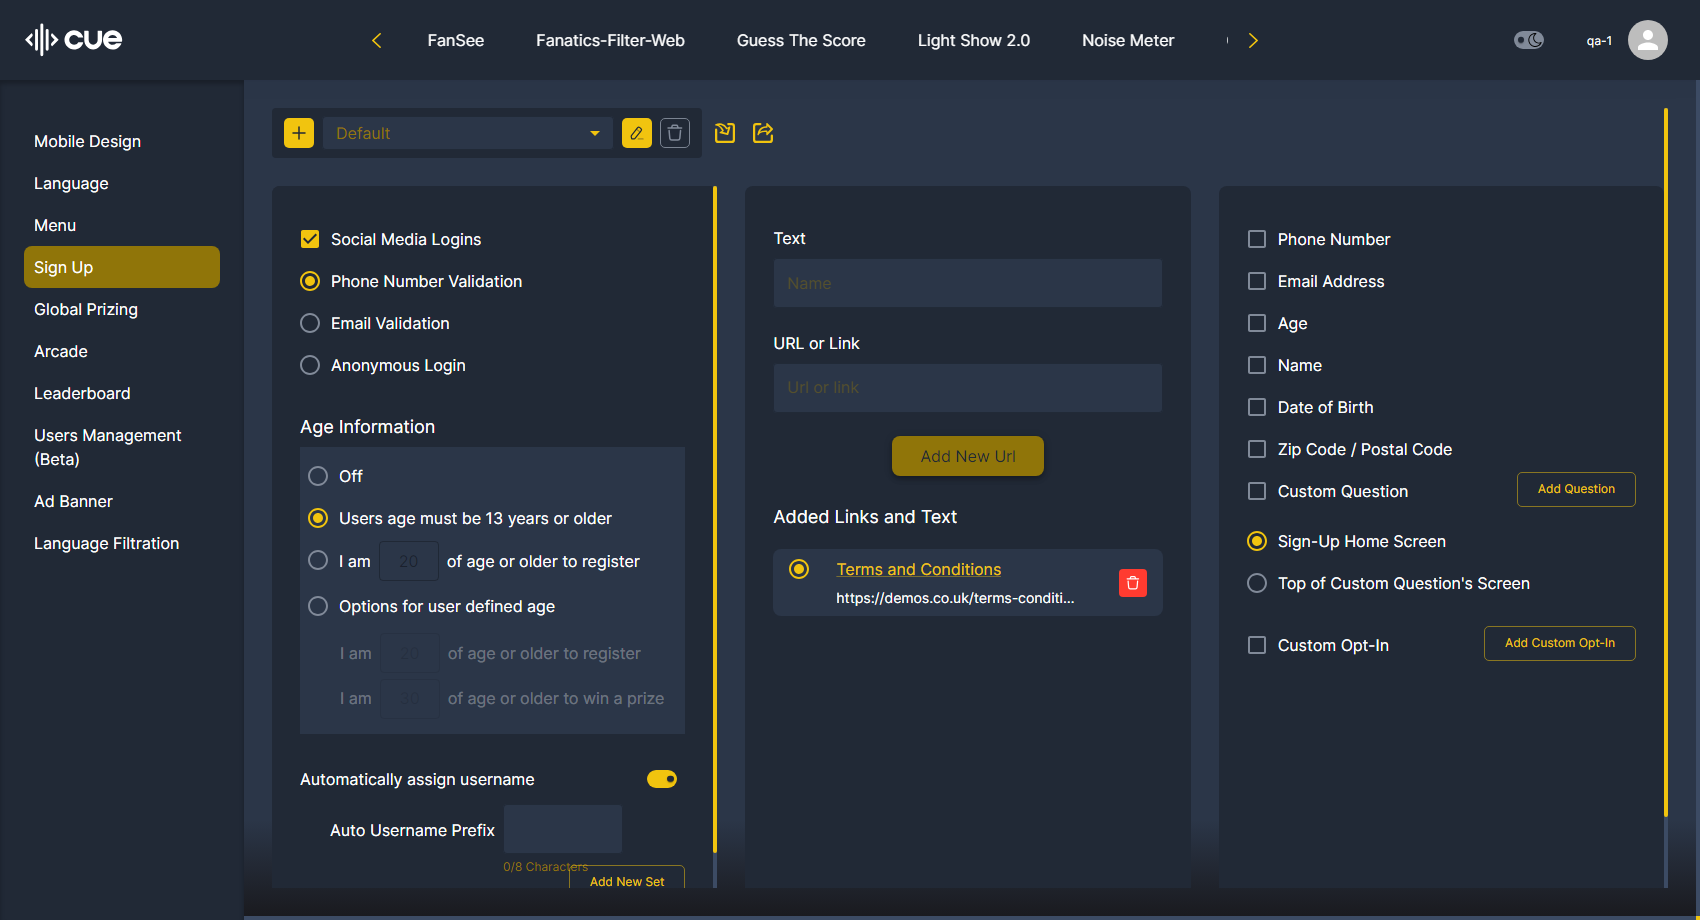 cue
FanSee
Fanatics-Filter-Web
Guess The Score
Light Show 2.0
Noise Meter
qa-1
Mobile Design
Language
Menu
Sign Up
Global Prizing
Arcade
Leaderboard
Users Management
(Beta)
Ad Banner
Language Filtration
Default
Social Media Logins
Phone Number Validation
Email Validation
Anonymous Login
Age Information
Off
Users age must be 13 years or older
I am 20 of age or older to register
Options for user defined age
I am 20 of age or older to register
I am 30 of age or older to win a prize
Automatically assign username
Auto Username Prefix
0/8 Characters
Add New Set
Text
Name
URL or Link
Url or link
Add New Url
Added Links and Text
Terms and Conditions
https://demos.co.uk/terms-conditi...
Phone Number
Email Address
Age
Name
Date of Birth
Zip Code / Postal Code
Custom Question
Add Question
Sign-Up Home Screen
Top of Custom Question's Screen
Custom Opt-In
Add Custom Opt-In